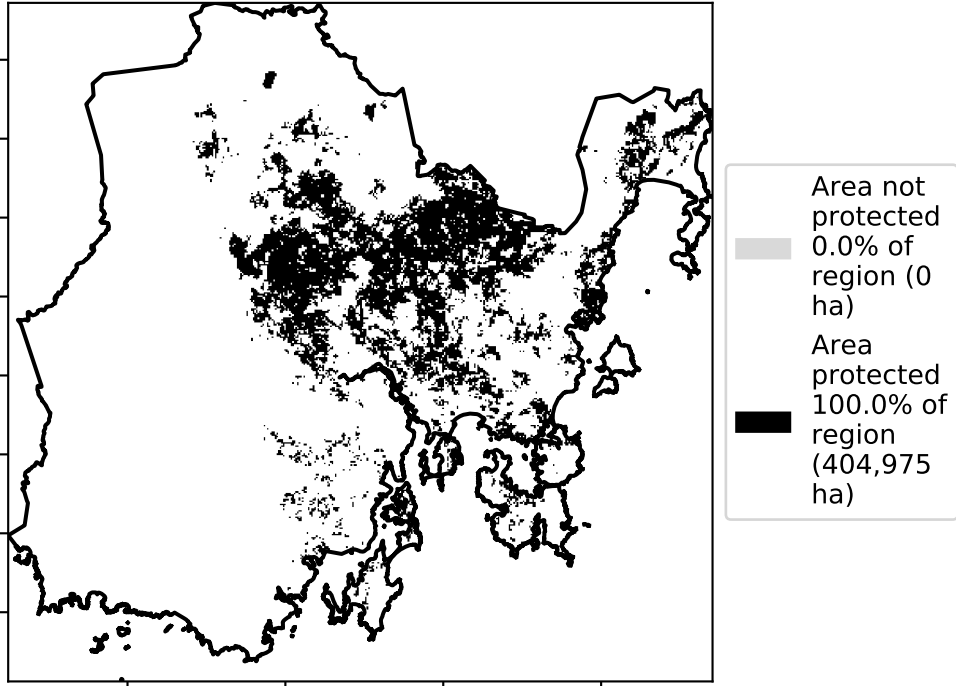 Area not
protected
0.0% of
region (0
ha)
Area
protected
100.0% of
region
(404,975
ha)